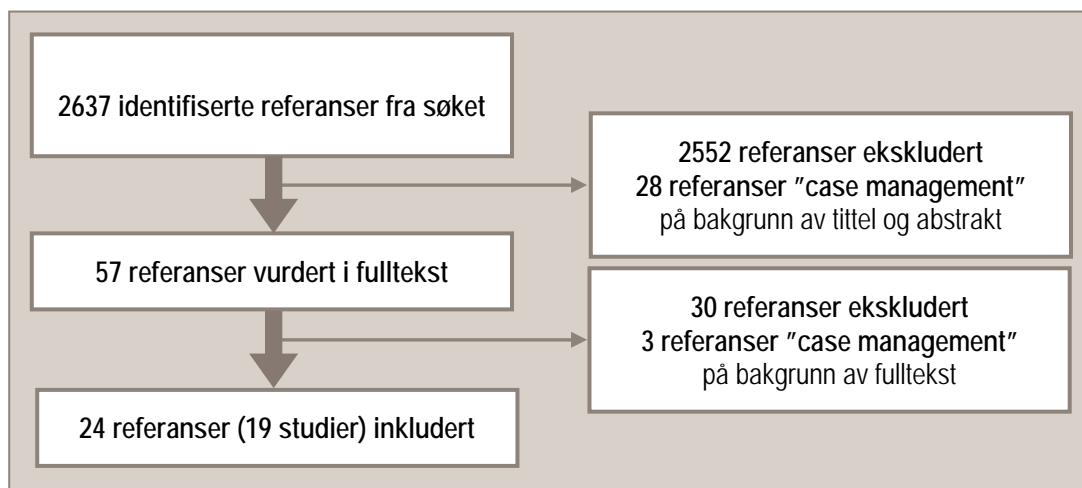 2637 identifiserte referanser fra søket
2552 referanser ekskludert
28 referanser ”case management”
på bakgrunn av tittel og abstrakt
57 referanser vurdert i fulltekst
30 referanser ekskludert
3 referanser ”case management”
på bakgrunn av fulltekst
24 referanser (19 studier) inkludert